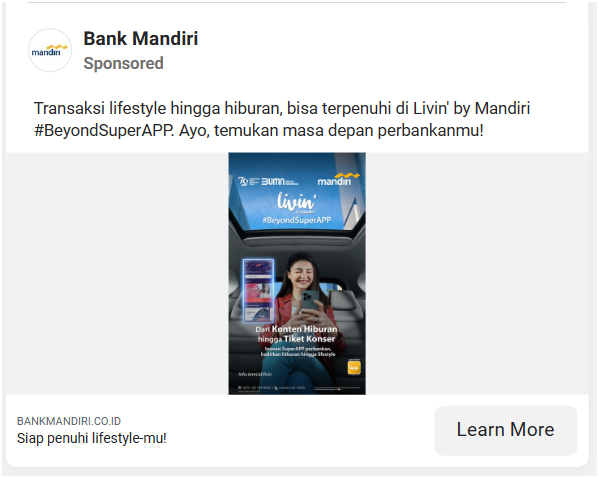 Bank Mandiri
mandiri
Sponsored
Transaksi lifestyle hingga hiburan, bisa terpenuhi di Livin' by Mandiri
#BeyondSuperAPP. Ayo, temukan masa depan perbankanmu!
BUMN
mandiri
livin'
by mandiri
#BeyondSuperAPP
Dari Konten Hiburan
hingga Tiket Konser
Inovasi SuperAPP perbankan,
hadirkan hiburan hingga lifestyle
BANKMANDIRI.CO.ID
Siap penuhi lifestyle-mu!
Learn More